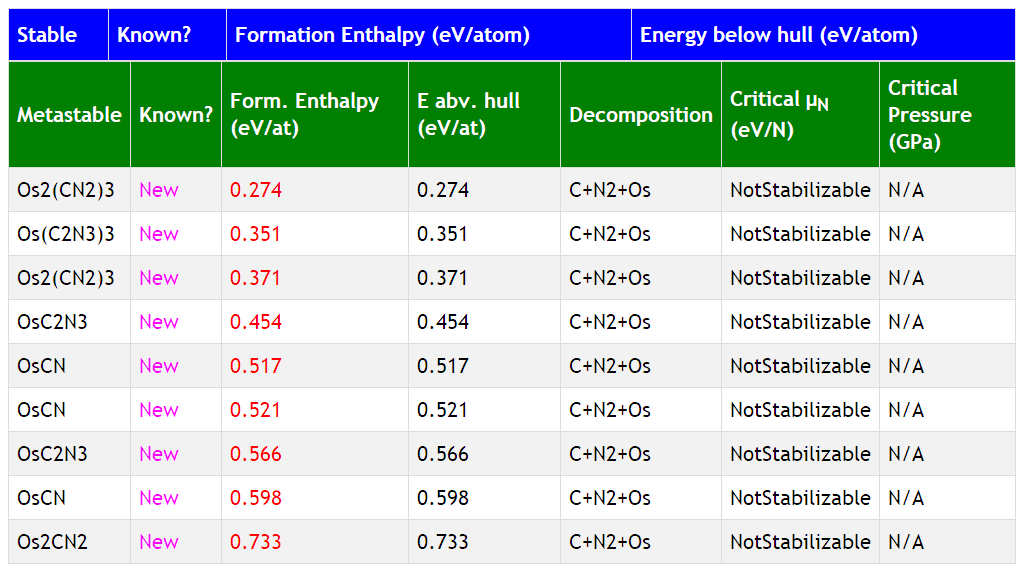 Stable Known? Formation Enthalpy (eV/atom) Energy below hull (eV/atom)
Metastable Known? Form. Enthalpy (eV/at) E abv. hull (eV/at) Decomposition Critical μN (eV/N) Critical Pressure (GPa)
Os2(CN2)3 New 0.274 0.274 C+N2+Os NotStabilizable N/A
Os(C2N3)3 New 0.351 0.351 C+N2+Os NotStabilizable N/A
Os2(CN2)3 New 0.371 0.371 C+N2+Os NotStabilizable N/A
OsC2N3 New 0.454 0.454 C+N2+Os NotStabilizable N/A
OsCN New 0.517 0.517 C+N2+Os NotStabilizable N/A
OsCN New 0.521 0.521 C+N2+Os NotStabilizable N/A
OsC2N3 New 0.566 0.566 C+N2+Os NotStabilizable N/A
OsCN New 0.598 0.598 C+N2+Os NotStabilizable N/A
Os2CN2 New 0.733 0.733 C+N2+Os NotStabilizable N/A